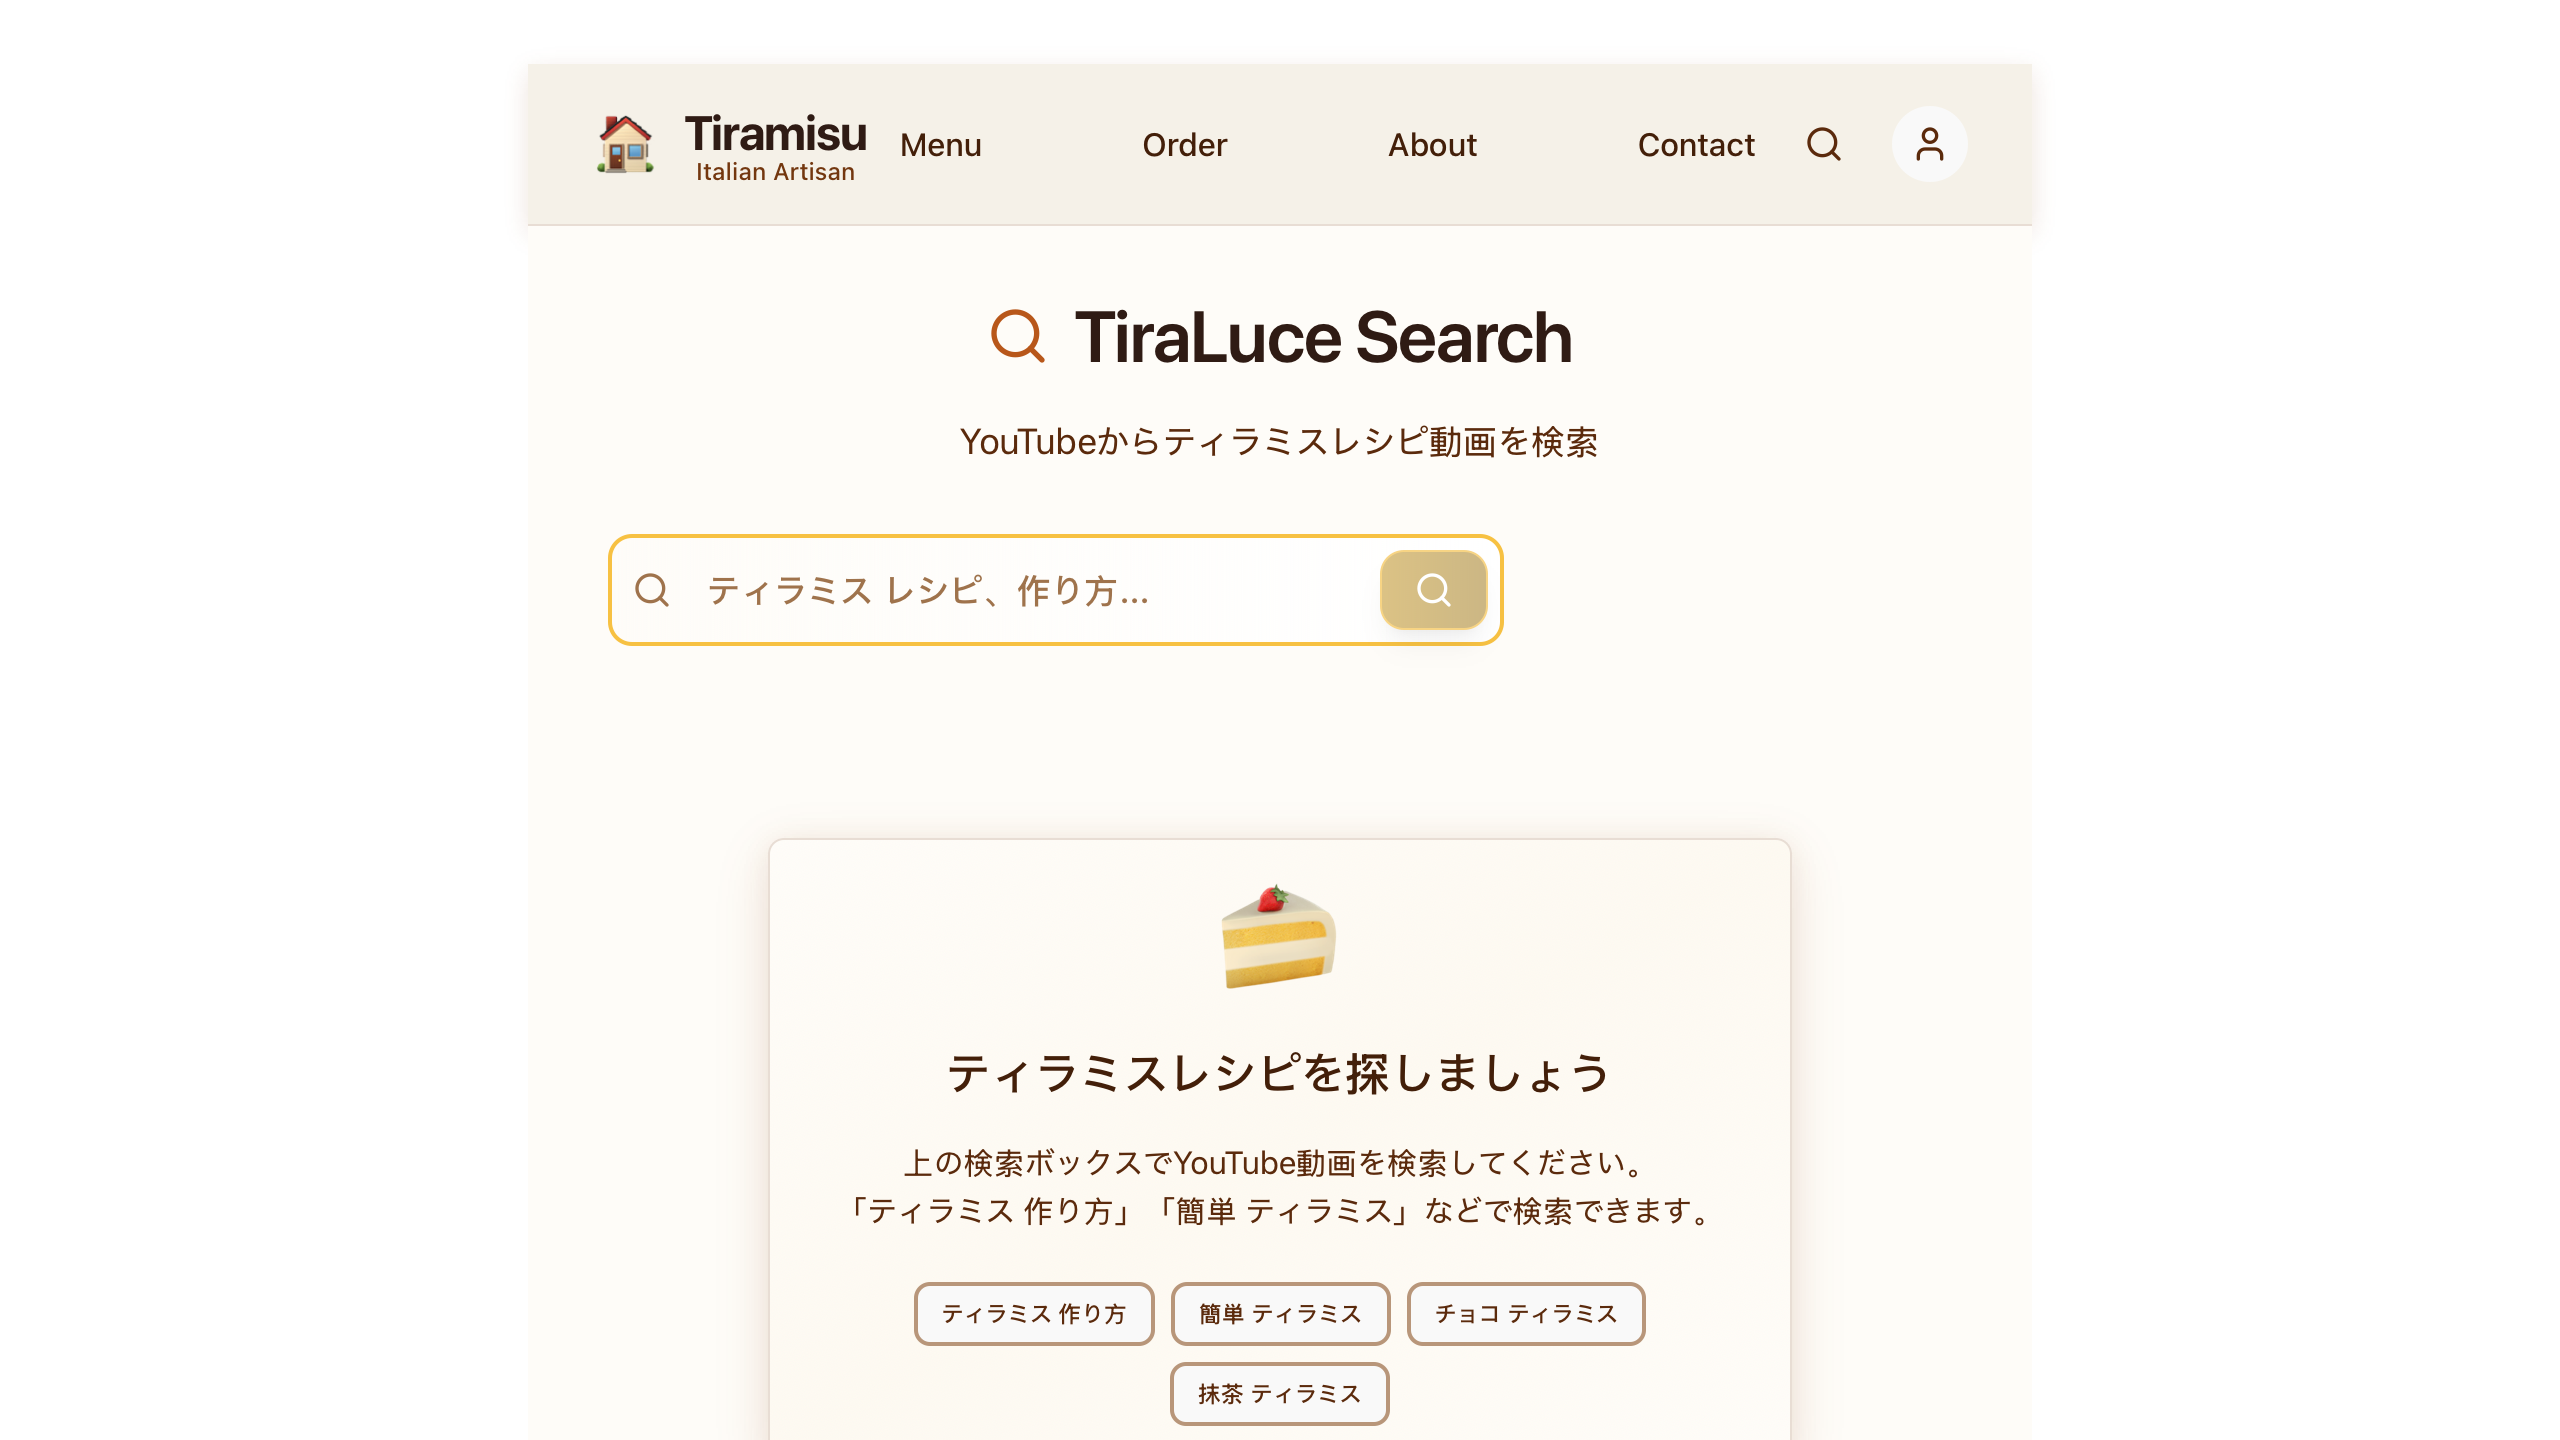 Tiramisu
Italian Artisan
Menu
Order
About
Contact
TiraLuce Search
YouTubeからティラミスレシピ動画を検索
ティラミス レシピ、作り方...
ティラミスレシピを探しましょう
上の検索ボックスでYouTube動画を検索してください。
「ティラミス 作り方」「簡単 ティラミス」などで検索できます。
ティラミス 作り方
簡単 ティラミス
チョコ ティラミス
抹茶 ティラミス